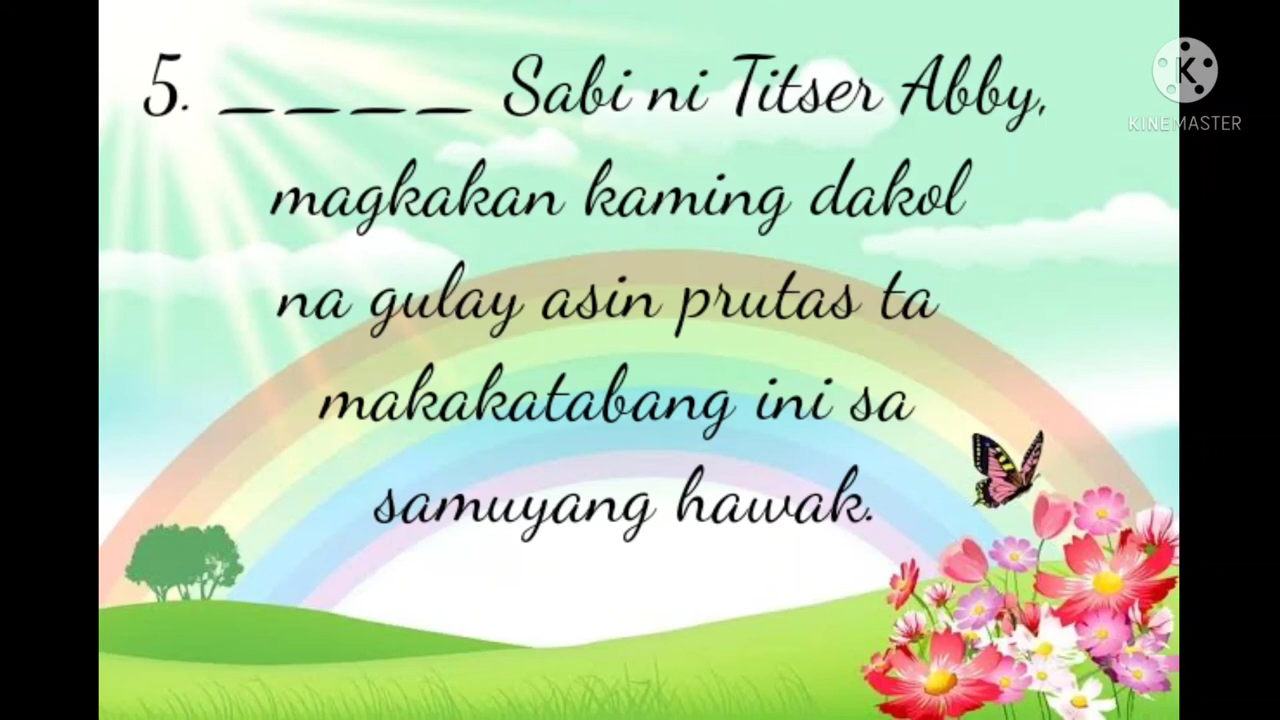 5. _ _ _ _ Sabi ni Titser Abby,
magkakan kaming dakol
na gulay asin prutas ta
makakatabang ini sa
samuyang hawak.
KINEMASTER